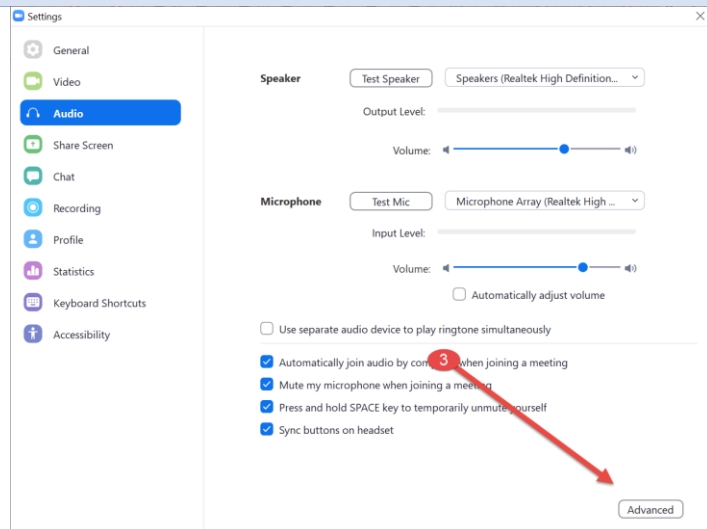 Settings
General
Video
Audio
Share Screen
Chat
Recording
Profile
Statistics
Keyboard Shortcuts
Accessibility
Speaker Test Speaker Speakers (Realtek High Definition...
Output Level:
Volume:
Microphone Test Mic Microphone Array (Realtek High ...
Input Level:
Volume:
Automatically adjust volume
Use separate audio device to play ringtone simultaneously
Automatically join audio by com 3 when joining a meeting
Mute my microphone when joining a meeting
Press and hold SPACE key to temporarily unmute yourself
Sync buttons on headset
Advanced